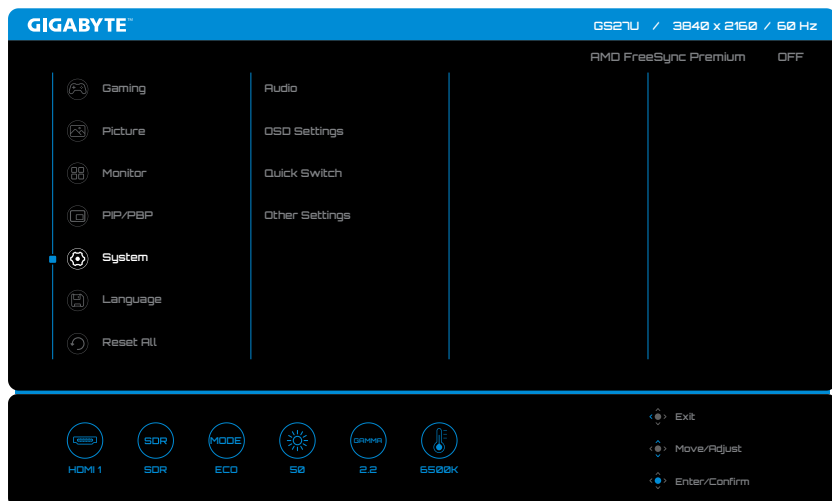 GIGABYTE™
GS27U / 3840 x 2160 / 60 Hz
AMD FreeSync Premium OFF
Gaming
Picture
Monitor
PIP/PBP
System
Language
Reset All
Audio
OSD Settings
Quick Switch
Other Settings
SDR
MODE
GAMMA
HDMI 1
SDR
ECO
50
2.2
6500K
Exit
Move/Adjust
Enter/Confirm